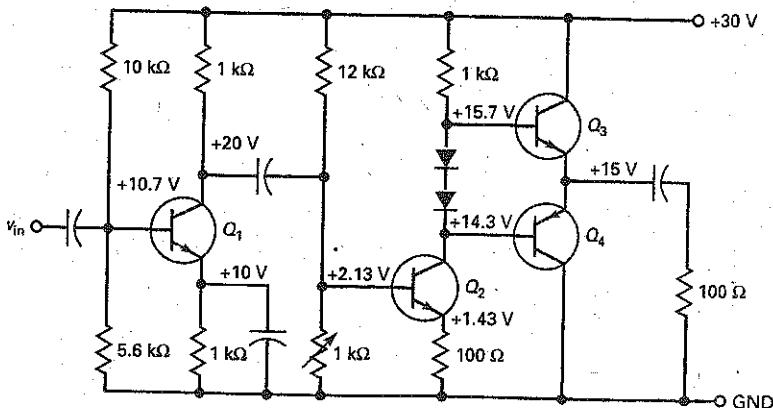 +30 V
10 kΩ
1 kΩ
12 kΩ
1 kΩ
+15.7 V
Q3
+20 V
+15 V
+10.7 V
vin
Q1
+14.3 V
Q4
+10 V
+2.13 V
Q2
+1.43 V
100 Ω
5.6 kΩ
1 kΩ
1 kΩ
100 Ω
GND